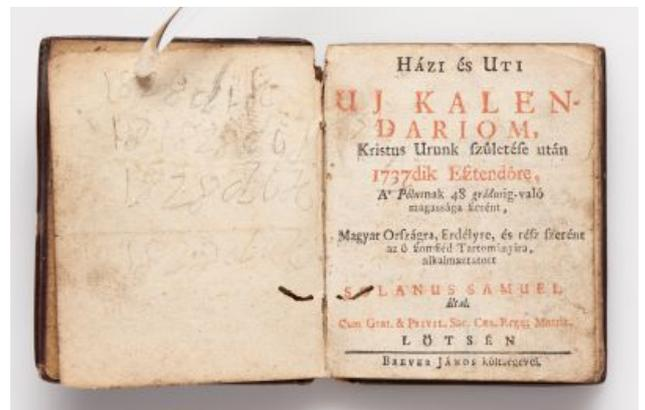 HÁZI és UTI
UJ KALEN-
DARIOM,
Kristus Urunk születése után
1737dik Esztendőre,
A' Pólusnak 48 grádusig-való
magassága szerént,
Magyar Országra, Erdélyre, és rész szerént
az ő szomszéd Tartományira,
alkalmaztatott
SOLANUS SAMUEL
által.
Cum Grat. & Privil. Sac. Cæs. Regæq
LÖTSÉN
BREVER JÁNOS költségével.